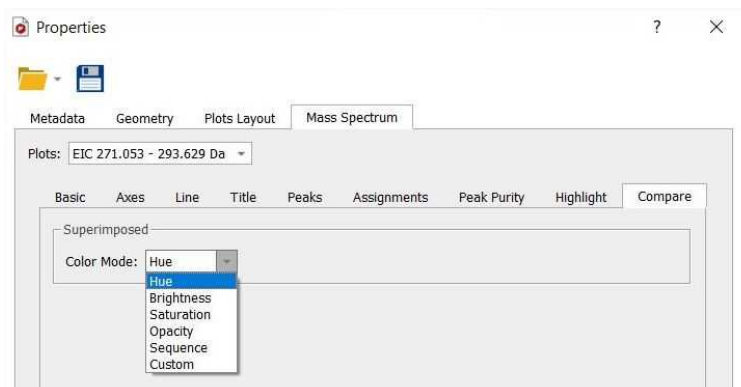 Properties
?
Metadata Geometry Plots Layout Mass Spectrum
Plots: EIC 271.053 - 293.629 Da
Basic Axes Line Title Peaks Assignments Peak Purity Highlight Compare
Superimposed
Color Mode: Hue
Hue
Brightness
Saturation
Opacity
Sequence
Custom